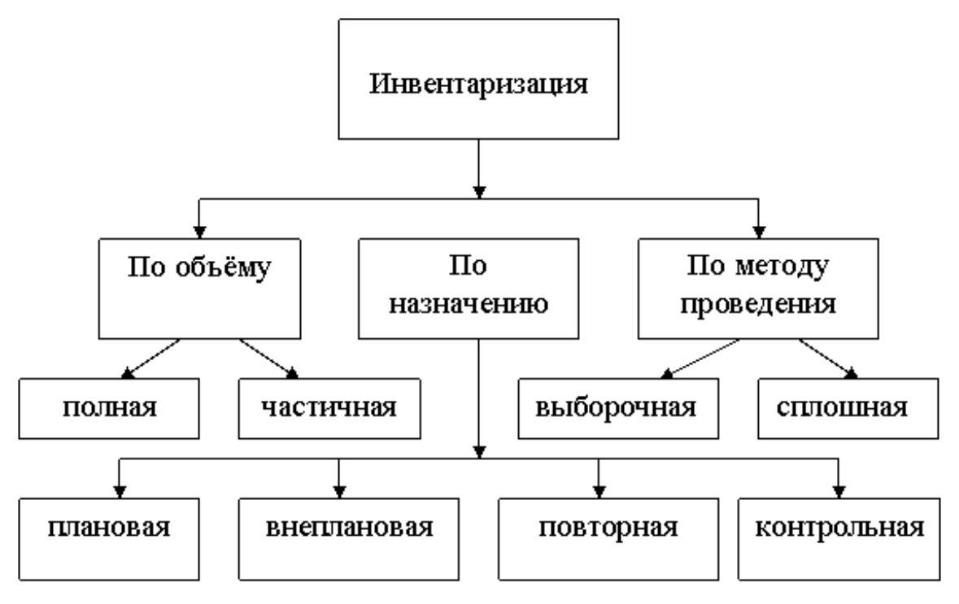 Инвентаризация
По объёму
По
назначению
По методу
проведения
полная
частичная
выборочная
сплошная
плановая
внеплановая
повторная
контрольная